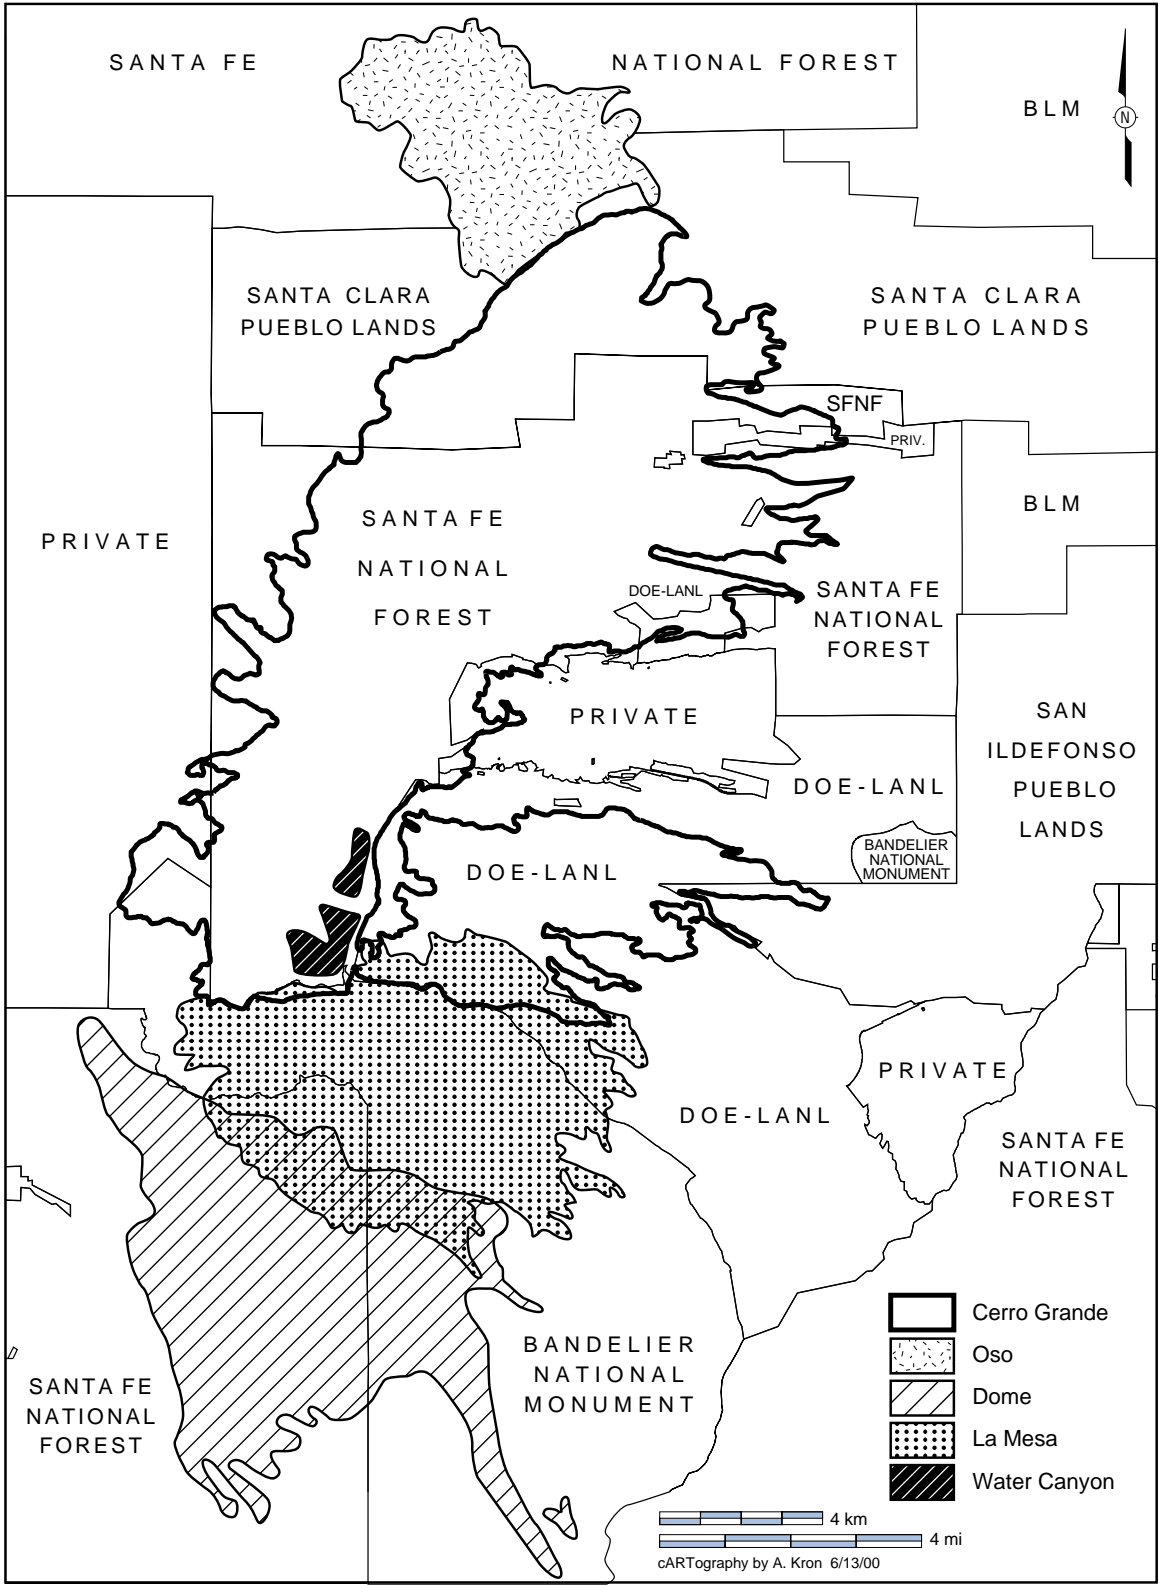 SANTA FE
NATIONAL FOREST
BLM
N
SANTA CLARA
PUEBLO LANDS
SANTA CLARA
PUEBLO LANDS
SFNF
PRIV.
BLM
SANTA FE
NATIONAL
FOREST
PRIVATE
DOE-LANL
SANTA FE
NATIONAL
FOREST
PRIVATE
SAN
ILDEFONSO
PUEBLO
LANDS
DOE-LANL
BANDELIER
NATIONAL
MONUMENT
DOE-LANL
PRIVATE
DOE-LANL
SANTA FE
NATIONAL
FOREST
BANDELIER
NATIONAL
MONUMENT
SANTA FE
NATIONAL
FOREST
Cerro Grande
Oso
Dome
La Mesa
Water Canyon
4 km
4 mi
cARTography by A. Kron 6/13/00